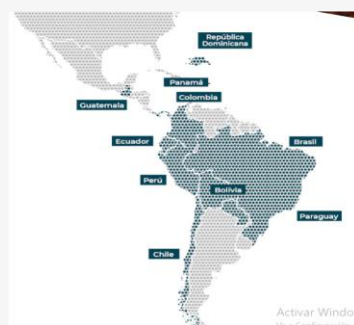 República
Dominicana
Panamá
Colombia
Guatemala
Ecuador
Brasil
Perú
Bolivia
Paraguay
Chile
Activar Windo